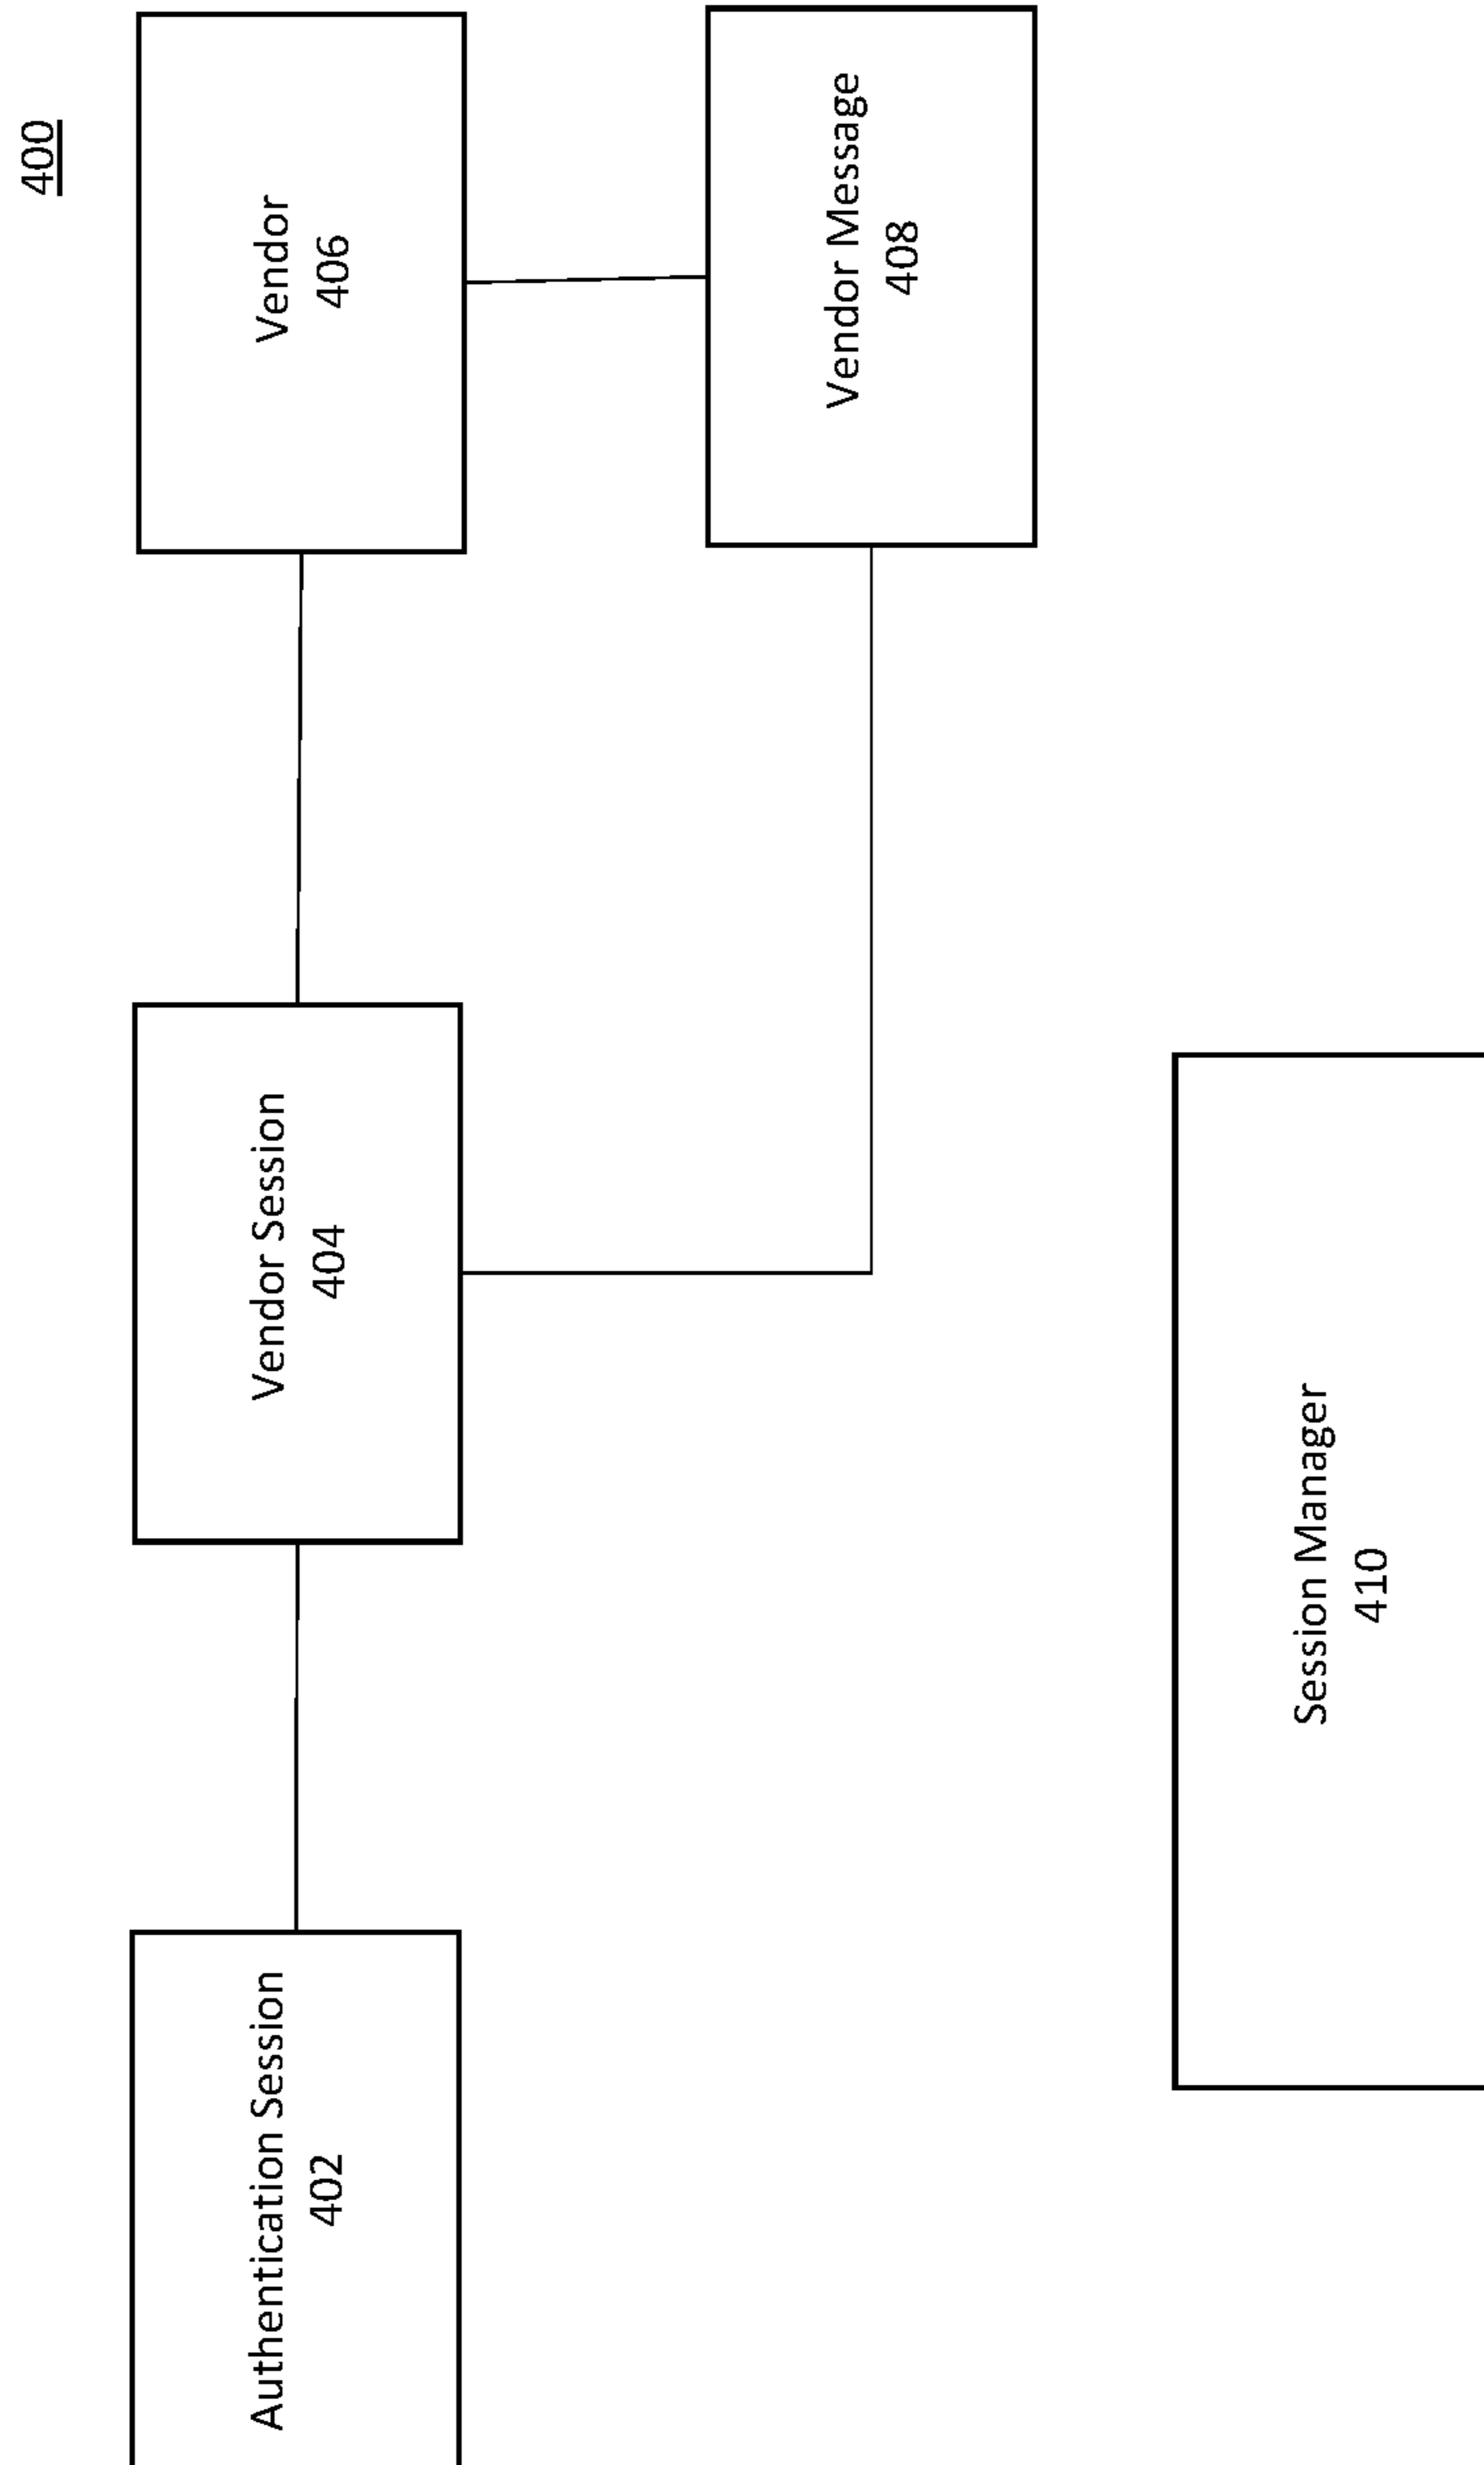 400
Authentication Session
402
Vendor Session
404
Vendor
406
Vendor Message
408
Session Manager
410